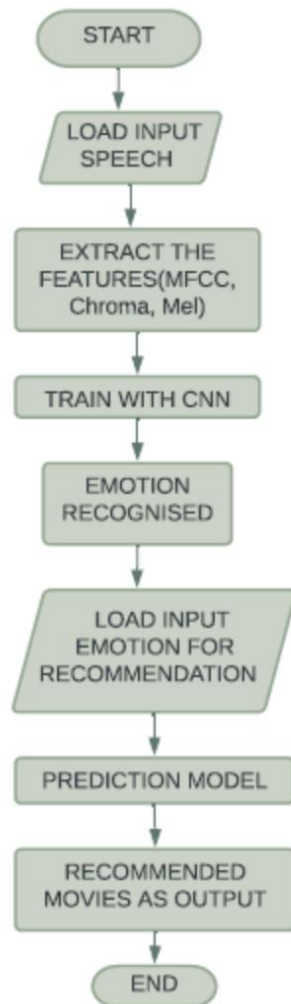 START
LOAD INPUT
SPEECH
EXTRACT THE
FEATURES(MFCC,
Chroma, Mel)
TRAIN WITH CNN
EMOTION
RECOGNISED
LOAD INPUT
EMOTION FOR
RECOMMENDATION
PREDICTION MODEL
RECOMMENDED
MOVIES AS OUTPUT
END